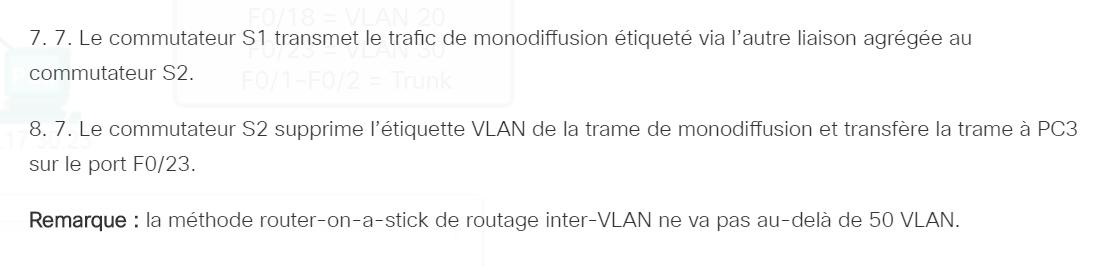 F0/18 = VLAN 20
7. 7. Le commutateur S1 transmet le trafic de monodiffusion étiqueté via l’autre liaison agrégée au
F0/23 = VLAN 30
commutateur S2.
F0/1-F0/2 = Trunk
8. 7. Le commutateur S2 supprime l’étiquette VLAN de la trame de monodiffusion et transfère la trame à PC3
sur le port F0/23.
Remarque : la méthode router-on-a-stick de routage inter-VLAN ne va pas au-delà de 50 VLAN.